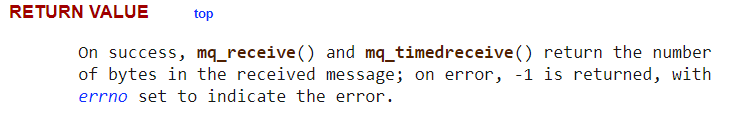 RETURN VALUE top
On success, mq_receive() and mq_timedreceive() return the number
of bytes in the received message; on error, -1 is returned, with
errno set to indicate the error.